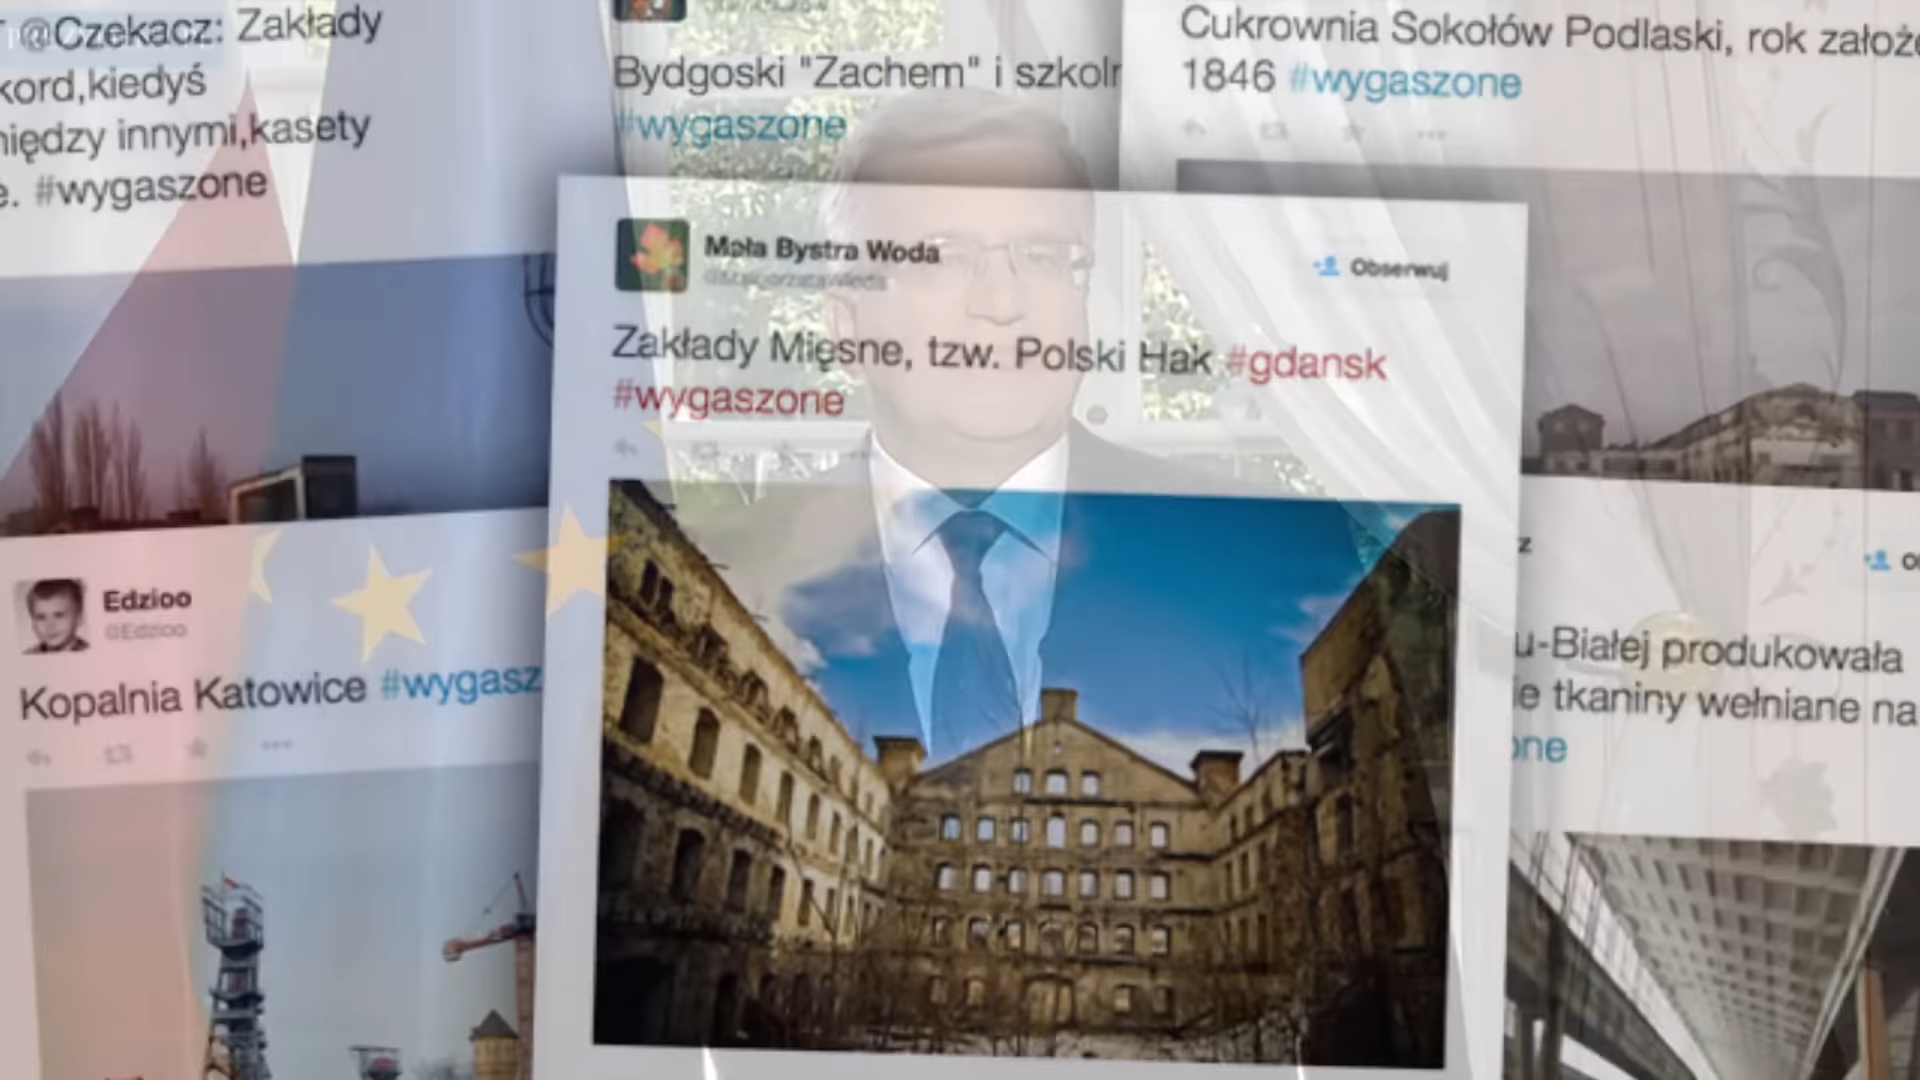 @Czekacz: Zakłady
kord,kiedyś
między innymi,kasety
e. #wygaszone
Bydgoski "Zachem" i szkoln
#wygaszone
Cukrownia Sokołów Podlaski, rok założe
1846 #wygaszone
Mała Bystra Woda
Obserwuj
Zakłady Mięsne, tzw. Polski Hak #gdansk
#wygaszone
Edzioo
@Edzioo
Kopalnia Katowice #wygasz
z
u-Białej produkowała
ie tkaniny wełniane na
one